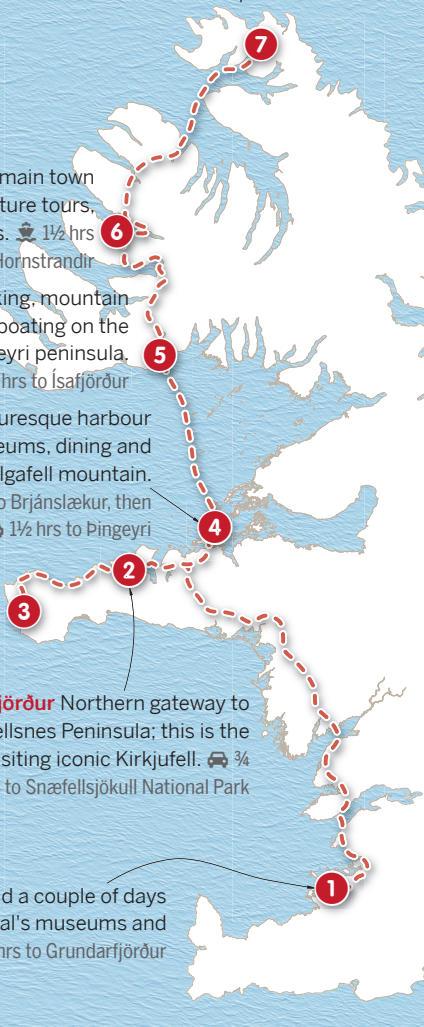 7
main town
ture tours,
s. 1½ hrs
Hornstrandir
6
king, mountain
boating on the
eyri peninsula.
hrs to Ísafjörður
5
uresque harbour
eums, dining and
lgafell mountain.
o Brjánslækur, then
1½ hrs to Þingeyri
4
2
3
jörður Northern gateway to
ellsnes Peninsula; this is the
isiting iconic Kirkjufell. ¾
to Snæfellsjökull National Park
1
d a couple of days
al's museums and
hrs to Grundarfjörður